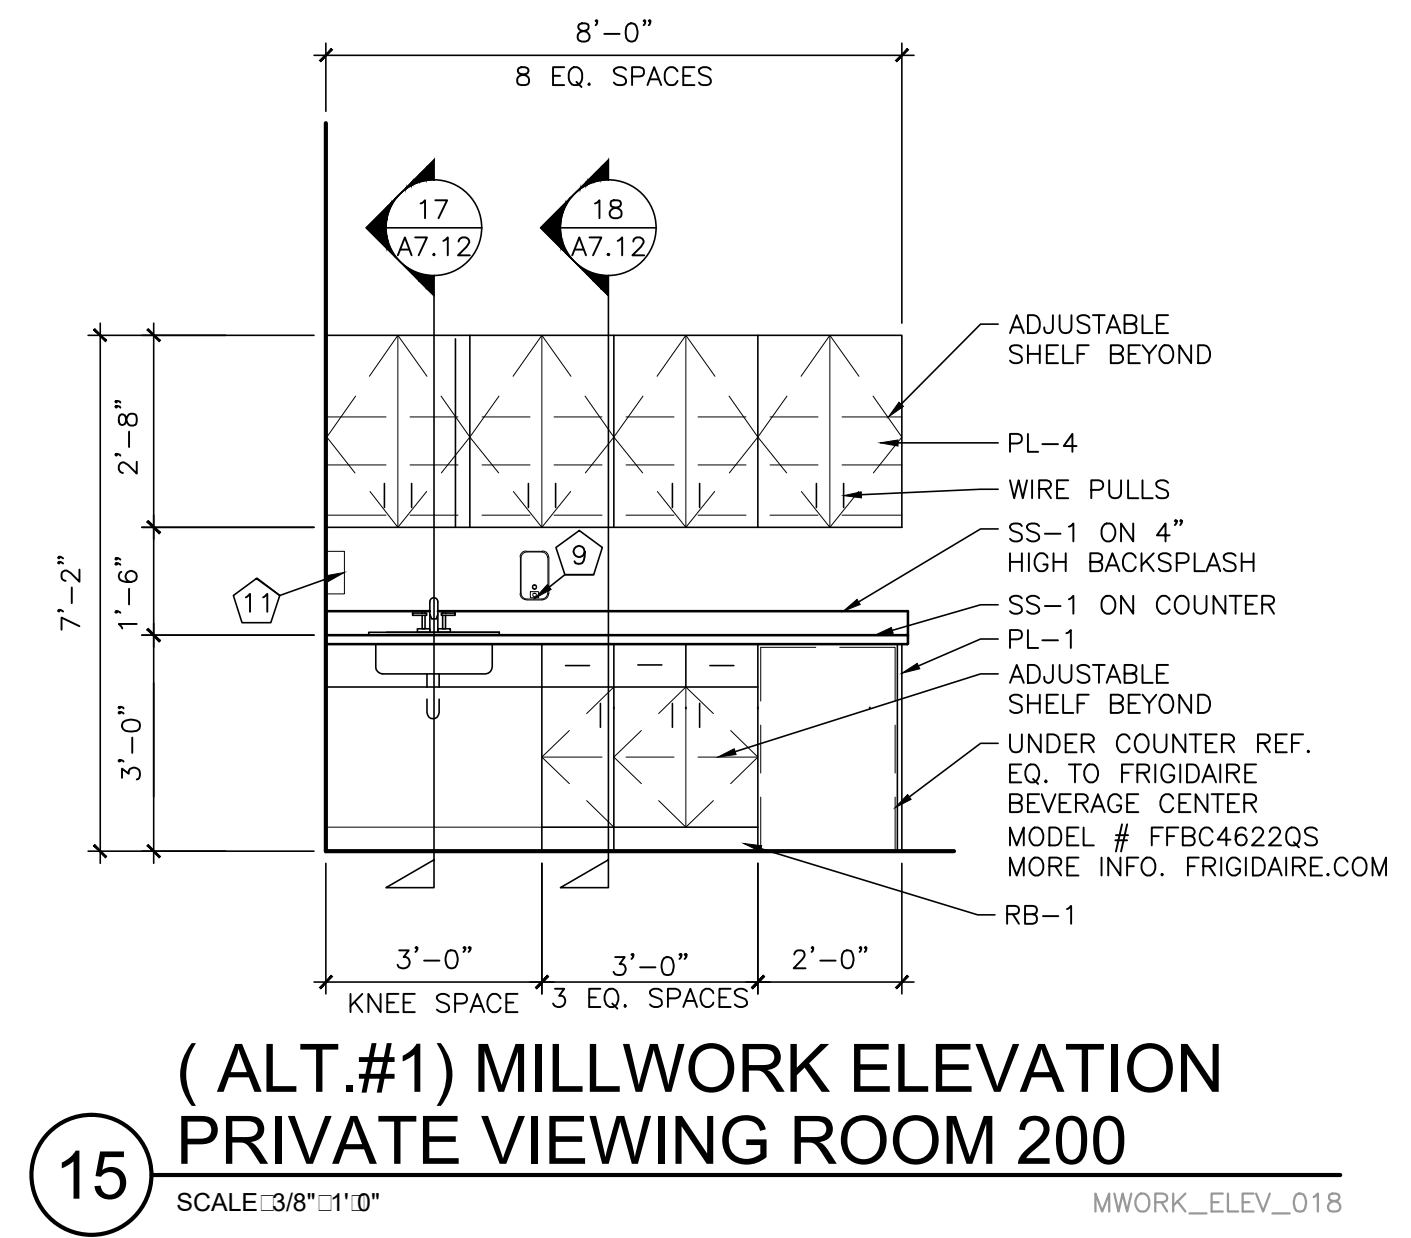 8'-0"
8 EQ. SPACES
17
A7.12
18
A7.12
ADJUSTABLE
SHELF BEYOND
PL-4
WIRE PULLS
SS-1 ON 4"
HIGH BACKSPLASH
SS-1 ON COUNTER
PL-1
ADJUSTABLE
SHELF BEYOND
UNDER COUNTER REF.
EQ. TO FRIGIDAIRE
BEVERAGE CENTER
MODEL # FFBC4622QS
MORE INFO. FRIGIDAIRE.COM
RB-1
7'-2"
2'-8"
1'-6"
3'-0"
11
9
3'-0"
KNEE SPACE
3'-0"
3 EQ. SPACES
2'-0"
( ALT.#1) MILLWORK ELEVATION
PRIVATE VIEWING ROOM 200
15
SCALE□3/8"□1'□0"
MWORK_ELEV_018